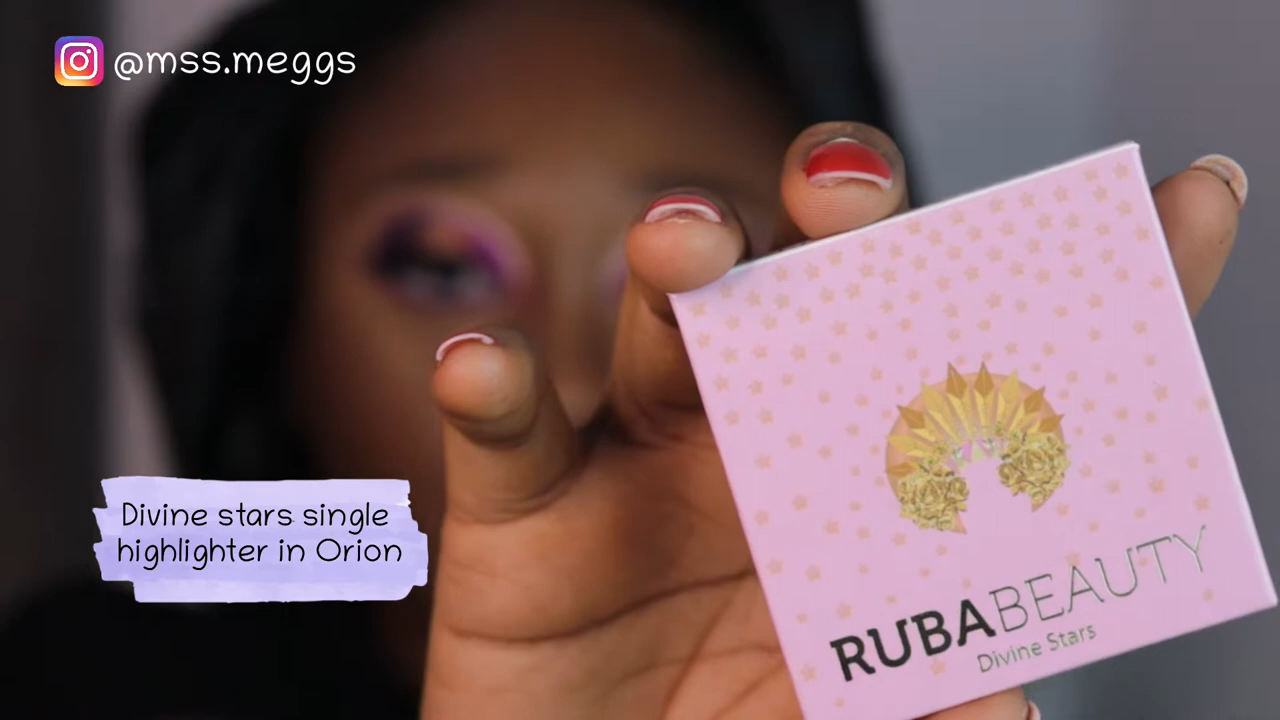 @mss.meggs
Divine stars single
highlighter in Orion
RUBABEAUTY
Divine Stars